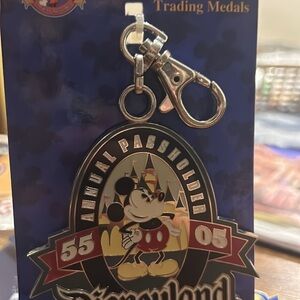 Trading Medals
ANNUAL PASSHOLDER
55 05
Disneyland